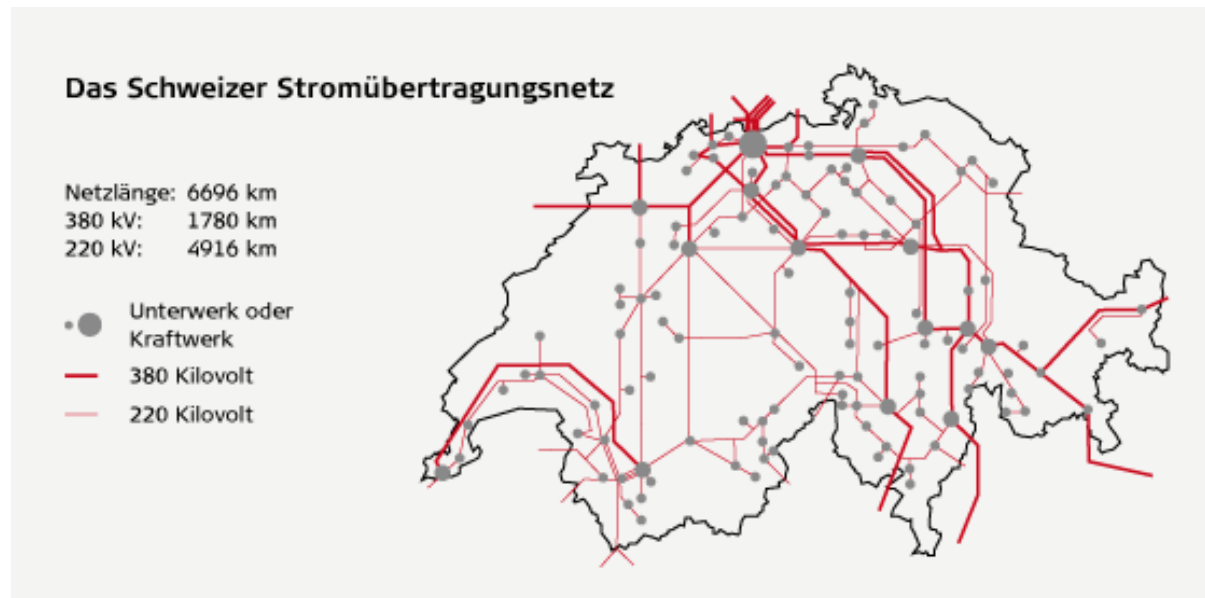 Das Schweizer Stromübertragungsnetz
Netzlänge: 6696 km
380 kV: 1780 km
220 kV: 4916 km
Unterwerk oder
Kraftwerk
380 Kilovolt
220 Kilovolt